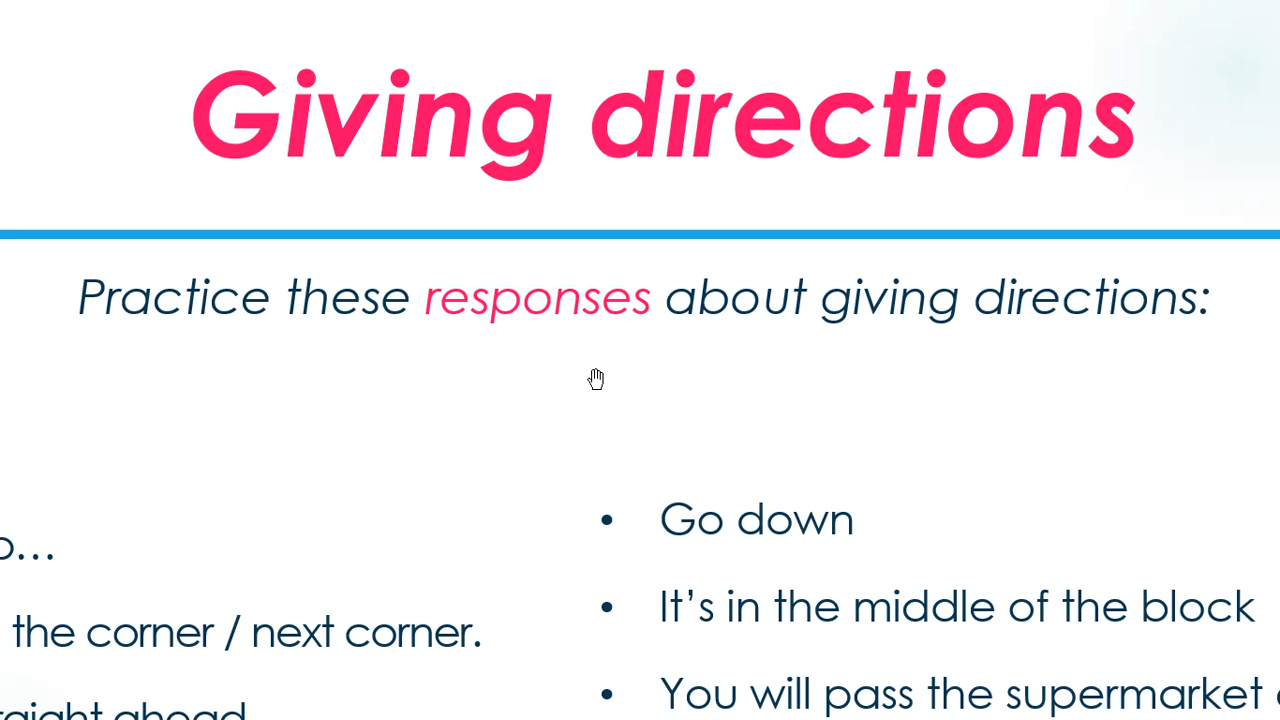 Giving directions
Practice these responses about giving directions:
the corner / next corner.
ahead
• Go down
• It's in the middle of the block
• You will pass the supermarket